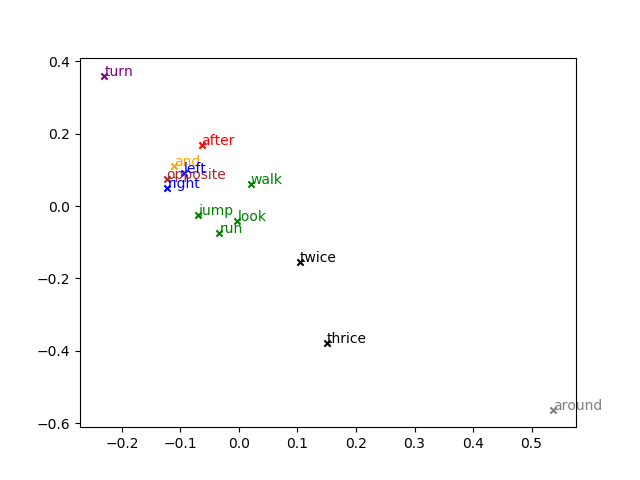 0.4
turn
0.2
after
and
left
opposite
right
walk
0.0
jump
look
run
twice
−0.2
thrice
−0.4
around
−0.6
−0.2 −0.1 0.0 0.1 0.2 0.3 0.4 0.5